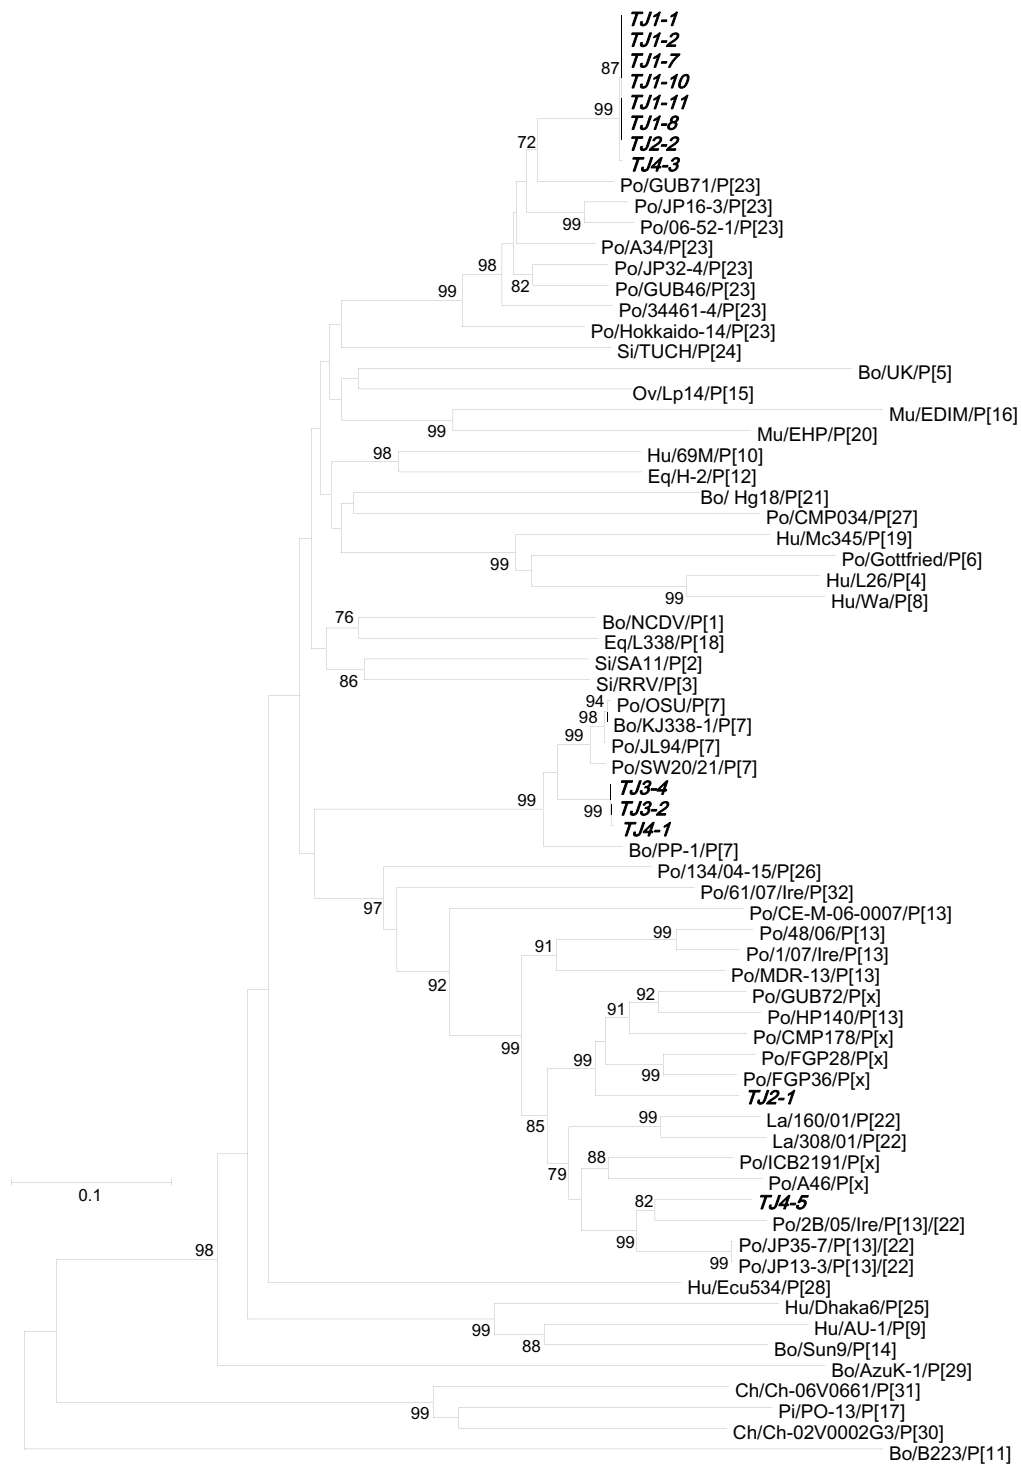 TJ1-1
TJ1-2
TJ1-7
87
TJ1-10
TJ1-11
99
TJ1-8
TJ2-2
72
TJ4-3
Po/GUB71/P[23]
Po/JP16-3/P[23]
99
Po/06-52-1/P[23]
Po/A34/P[23]
98
Po/JP32-4/P[23]
82
Po/GUB46/P[23]
99
Po/34461-4/P[23]
Po/Hokkaido-14/P[23]
Si/TUCH/P[24]
Bo/UK/P[5]
Ov/Lp14/P[15]
Mu/EDIM/P[16]
99
Mu/EHP/P[20]
98
Hu/69M/P[10]
Eq/H-2/P[12]
Bo/ Hg18/P[21]
Po/CMP034/P[27]
Hu/Mc345/P[19]
99
Po/Gottfried/P[6]
Hu/L26/P[4]
99
Hu/Wa/P[8]
76
Bo/NCDV/P[1]
Eq/L338/P[18]
Si/SA11/P[2]
86
Si/RRV/P[3]
94
Po/OSU/P[7]
98
Bo/KJ338-1/P[7]
99
Po/JL94/P[7]
Po/SW20/21/P[7]
TJ3-4
99
99
TJ3-2
TJ4-1
Bo/PP-1/P[7]
Po/134/04-15/P[26]
Po/61/07/Ire/P[32]
97
Po/CE-M-06-0007/P[13]
99
Po/48/06/P[13]
91
Po/1/07/Ire/P[13]
Po/MDR-13/P[13]
92
92
Po/GUB72/P[x]
91
Po/HP140/P[13]
Po/CMP178/P[x]
99
99
Po/FGP28/P[x]
99
Po/FGP36/P[x]
TJ2-1
85
99
La/160/01/P[22]
La/308/01/P[22]
88
Po/ICB2191/P[x]
79
Po/A46/P[x]
0.1
82
TJ4-5
Po/2B/05/Ire/P[13]/[22]
99
Po/JP35-7/P[13]/[22]
98
99
Po/JP13-3/P[13]/[22]
Hu/Ecu534/P[28]
Hu/Dhaka6/P[25]
99
Hu/AU-1/P[9]
88
Bo/Sun9/P[14]
Bo/AzuK-1/P[29]
Ch/Ch-06V0661/P[31]
99
Pi/PO-13/P[17]
Ch/Ch-02V0002G3/P[30]
Bo/B223/P[11]